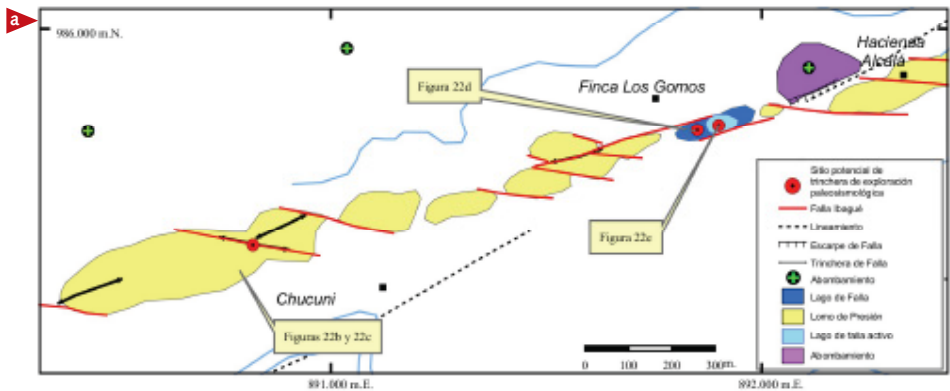 a
986.000 m.N.
Hacienda
Alcalá
Figura 22d
Finca Los Gomos
Figura 22e
Chucuni
Figuras 22b y 22c
Sitio potencial de
trinchera de exploración
paleosismológica
Falla Ibagué
Lineamiento
Escarpe de Falla
Trinchera de Falla
Abombamiento
Lago de Falla
Lomo de Presión
Lago de falla activo
Abombamiento
0 100 200 300m.
891.000 m.E.
892.000 m.E.